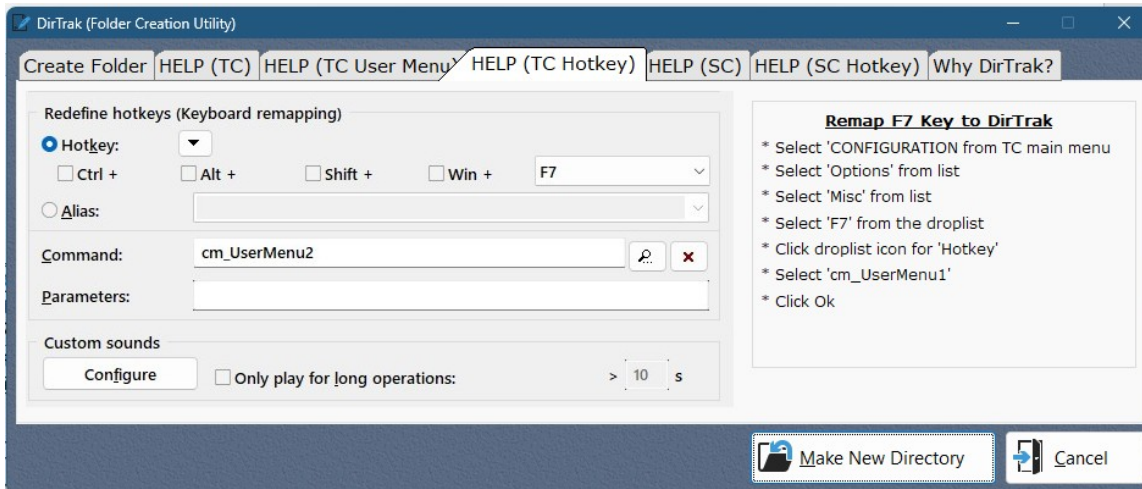 DirTrak (Folder Creation Utility)
Create Folder HELP (TC) HELP (TC User Menu) HELP (TC Hotkey) HELP (SC) HELP (SC Hotkey) Why DirTrak?
Redefine hotkeys (Keyboard remapping)
Hotkey:
Ctrl + Alt + Shift + Win + F7
Alias:
Command: cm_UserMenu2
Parameters:
Custom sounds
Configure Only play for long operations: > 10 s
Remap F7 Key to DirTrak
* Select 'CONFIGURATION from TC main menu
* Select 'Options' from list
* Select 'Misc' from list
* Select 'F7' from the droplist
* Click droplist icon for 'Hotkey'
* Select 'cm_UserMenu1'
* Click Ok
Make New Directory Cancel